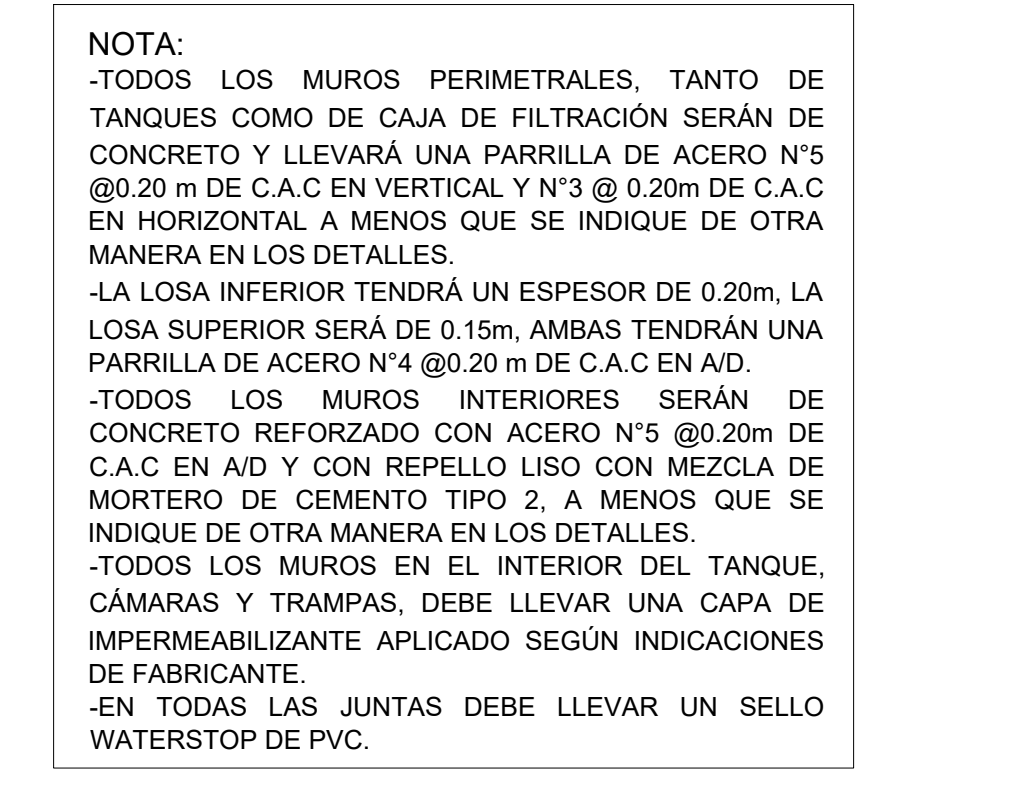 NOTA:
-TODOS LOS MUROS PERIMETRALES, TANTO DE
TANQUES COMO DE CAJA DE FILTRACIÓN SERÁN DE
CONCRETO Y LLEVARÁ UNA PARRILLA DE ACERO N°5
@0.20 m DE C.A.C EN VERTICAL Y N°3 @ 0.20m DE C.A.C
EN HORIZONTAL A MENOS QUE SE INDIQUE DE OTRA
MANERA EN LOS DETALLES.
-LA LOSA INFERIOR TENDRÁ UN ESPESOR DE 0.20m, LA
LOSA SUPERIOR SERÁ DE 0.15m, AMBAS TENDRÁN UNA
PARRILLA DE ACERO N°4 @0.20 m DE C.A.C EN A/D.
-TODOS LOS MUROS INTERIORES SERÁN DE
CONCRETO REFORZADO CON ACERO N°5 @0.20m DE
C.A.C EN A/D Y CON REPELLO LISO CON MEZCLA DE
MORTERO DE CEMENTO TIPO 2, A MENOS QUE SE
INDIQUE DE OTRA MANERA EN LOS DETALLES.
-TODOS LOS MUROS EN EL INTERIOR DEL TANQUE,
CÁMARAS Y TRAMPAS, DEBE LLEVAR UNA CAPA DE
IMPERMEABILIZANTE APLICADO SEGÚN INDICACIONES
DE FABRICANTE.
-EN TODAS LAS JUNTAS DEBE LLEVAR UN SELLO
WATERSTOP DE PVC.